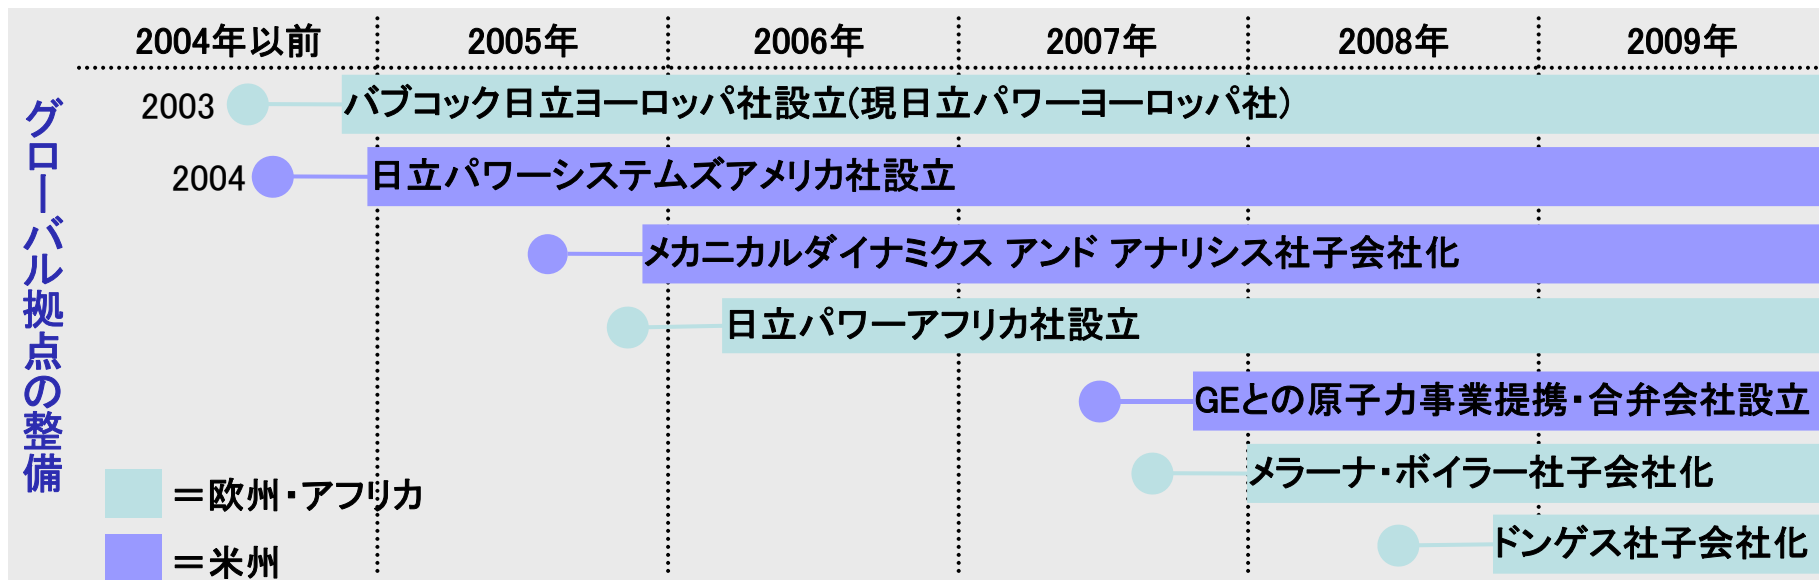 2004年以前 2005年 2006年 2007年 2008年 2009年
グローバル拠点の整備
2003 バブコック日立ヨーロッパ社設立(現日立パワーヨーロッパ社)
2004 日立パワーシステムズアメリカ社設立
メカニカルダイナミクス アンド アナリシス社子会社化
日立パワーアフリカ社設立
GEとの原子力事業提携・合弁会社設立
メラーナ・ボイラー社子会社化
ドンゲス社子会社化
＝欧州・アフリカ
＝米州